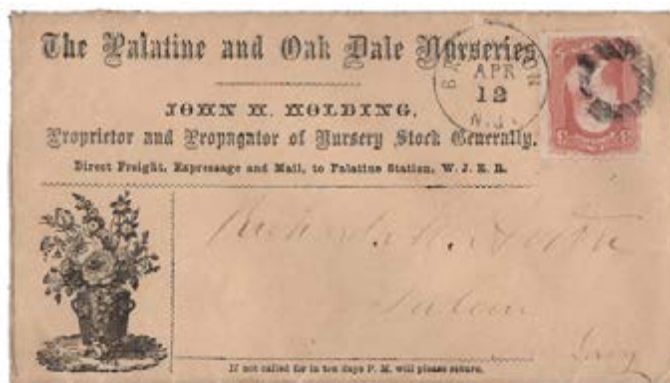 The Palatine and Oak Dale Nurseries
JOHN H. HOLDING,
Proprietor and Propagator of Nursery Stock Generally.
Direct Freight, Expressage and Mail, to Palatine Station, W. J. R. R.
APR
12
N.J.
Salem
If not called for in ten days P. M. will please return.